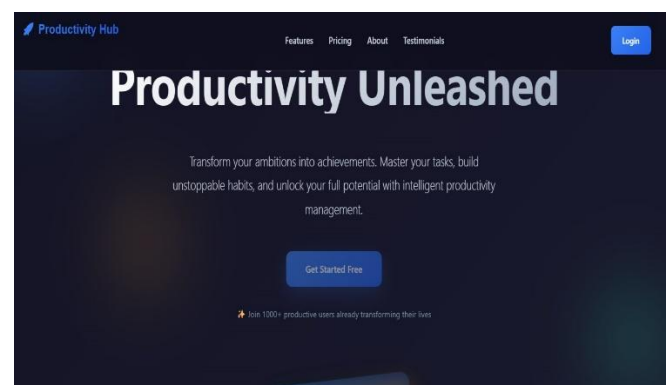 Productivity Hub
Features Pricing About Testimonials
Login
Productivity Unleashed
Transform your ambitions into achievements. Master your tasks, build
unstoppable habits, and unlock your full potential with intelligent productivity
management.
Get Started Free
✨ Join 1000+ productive users already transforming their lives